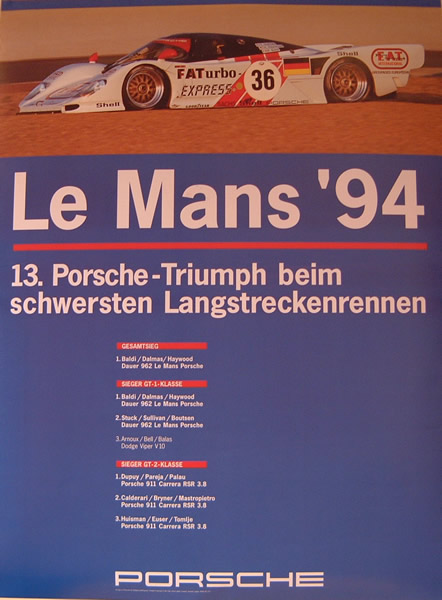 F.A.T.
INTERNATIONAL
FATurbo
EXPRESS
36
Shell
GOODYEAR
PORSCHE
Shell
Le Mans '94
13. Porsche-Triumph beim
schwersten Langstreckenrennen
GESAMTSIEG
1. Baldi / Dalmas / Haywood
Dauer 962 Le Mans Porsche
SIEGER GT-1-KLASSE
1. Baldi / Dalmas / Haywood
Dauer 962 Le Mans Porsche
2. Stuck / Sullivan / Boutsen
Dauer 962 Le Mans Porsche
3. Arnoux / Bell / Balas
Dodge Viper V10
SIEGER GT-2-KLASSE
1. Dupuy / Pareja / Palau
Porsche 911 Carrera RSR 3.8
2. Calderari / Bryner / Mastropietro
Porsche 911 Carrera RSR 3.8
3. Huisman / Euser / Tomlje
Porsche 911 Carrera RSR 3.8
PORSCHE